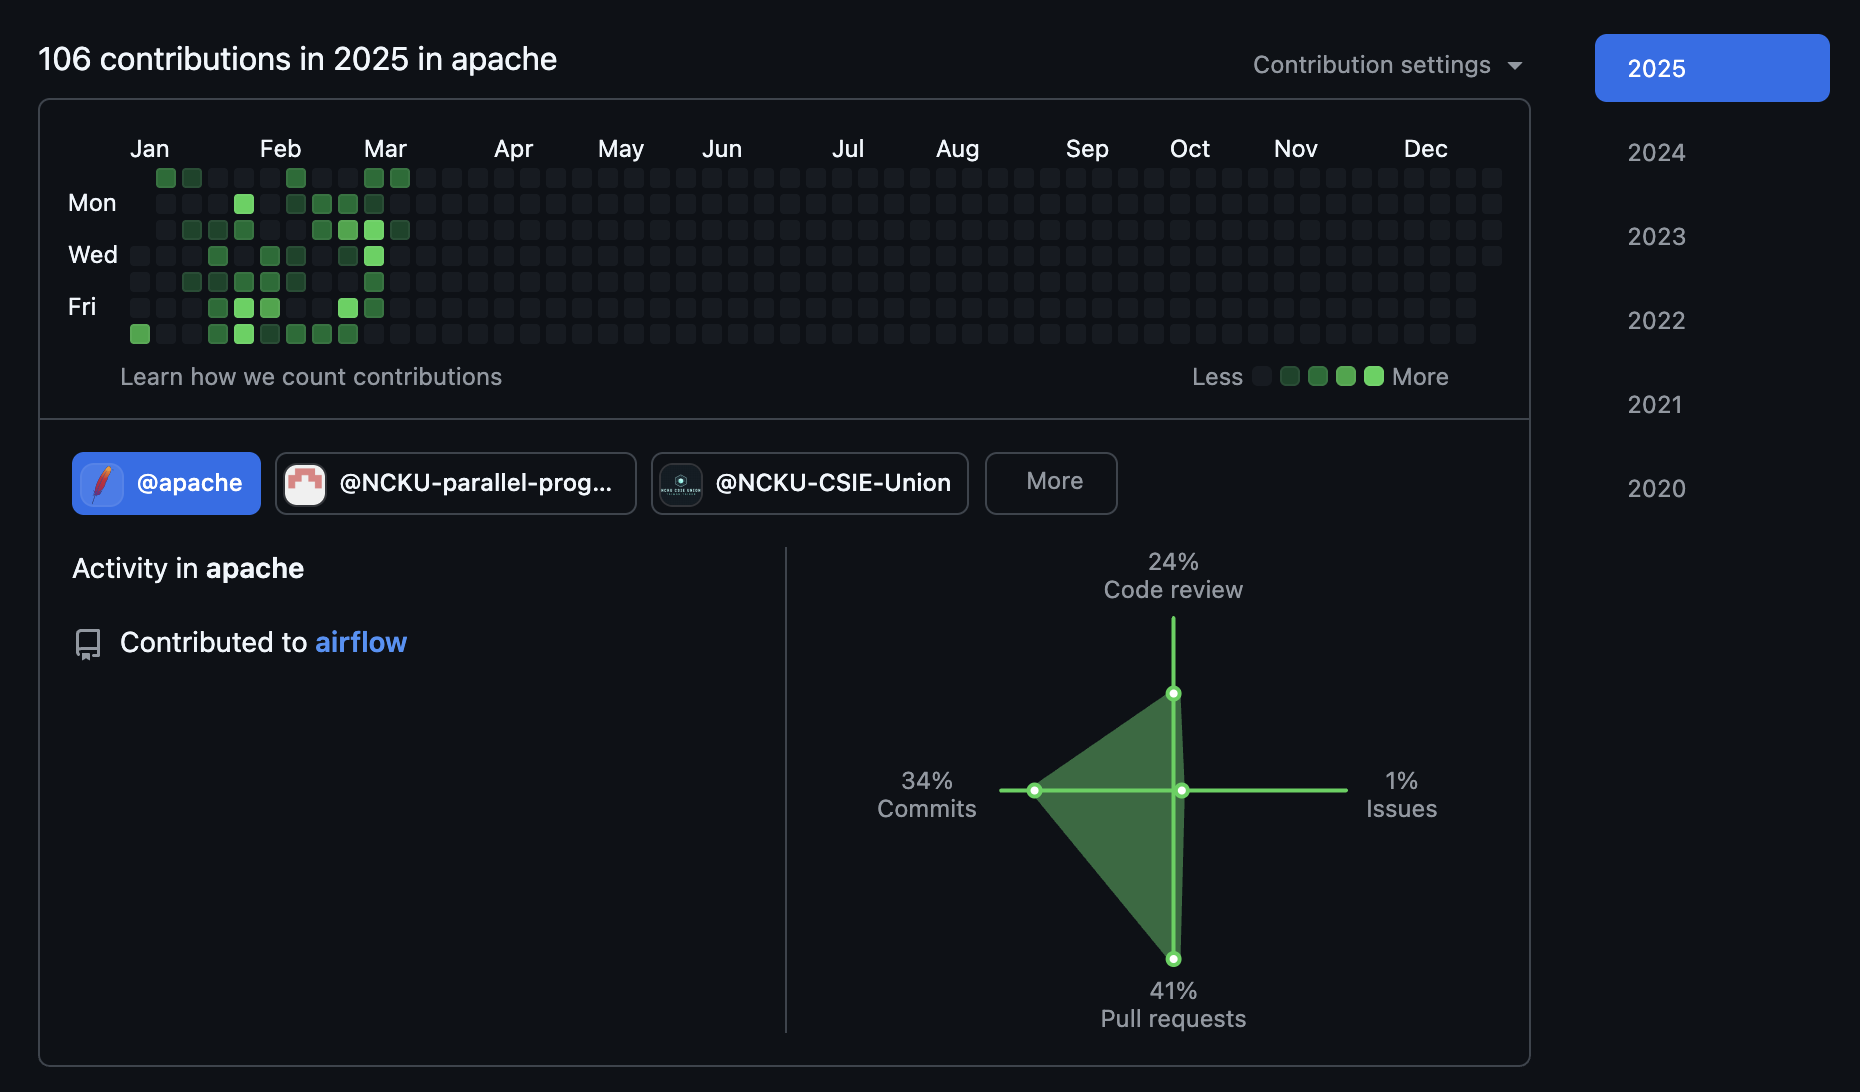 106 contributions in 2025 in apache
Contribution settings
2025
2024
2023
2022
2021
2020
Jan Feb Mar Apr May Jun Jul Aug Sep Oct Nov Dec
Mon
Wed
Fri
Learn how we count contributions
Less More
@apache
@NCKU-parallel-prog...
NCKU CSIE UNION
@NCKU-CSIE-Union
More
Activity in apache
Contributed to airflow
24%
Code review
34%
Commits
1%
Issues
41%
Pull requests